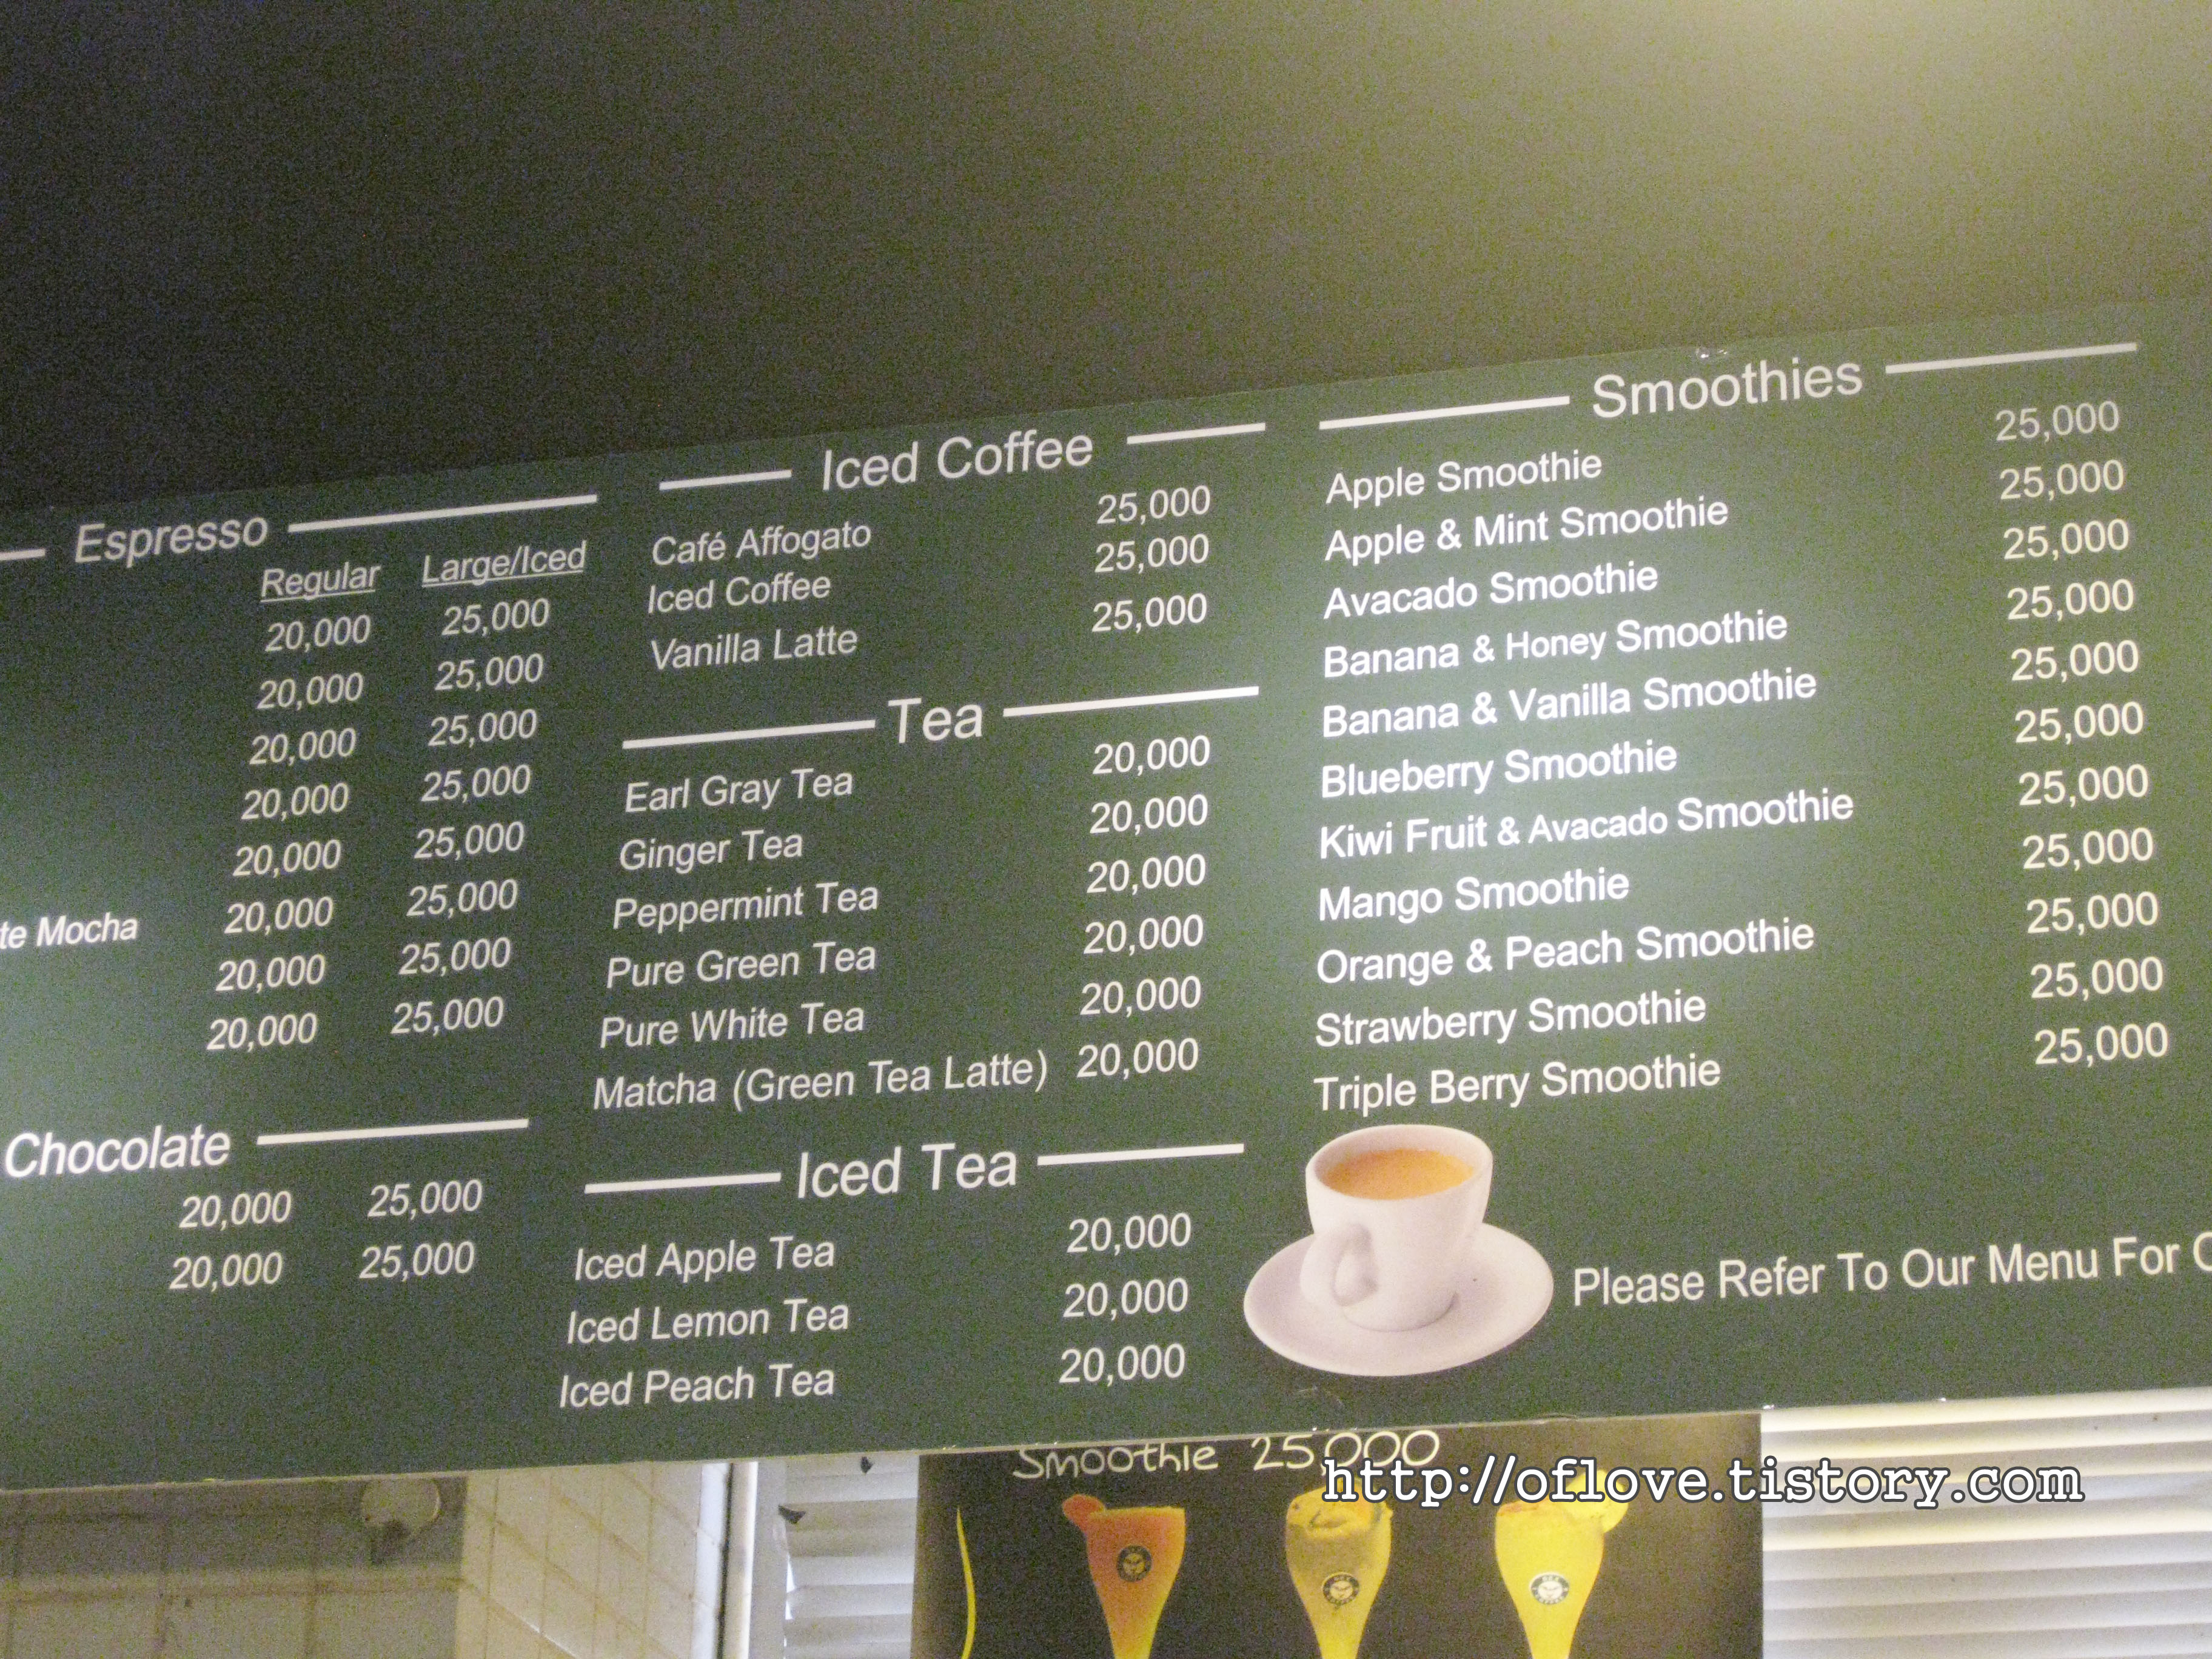 Espresso
Regular Large/Iced
20,000 25,000
20,000 25,000
20,000 25,000
20,000 25,000
20,000 25,000
te Mocha 20,000 25,000
20,000 25,000
20,000 25,000
Chocolate
20,000 25,000
20,000 25,000
Iced Coffee
Café Affogato 25,000
Iced Coffee 25,000
Vanilla Latte 25,000
Tea
Earl Gray Tea 20,000
Ginger Tea 20,000
Peppermint Tea 20,000
Pure Green Tea 20,000
Pure White Tea 20,000
Matcha (Green Tea Latte) 20,000
Iced Tea
Iced Apple Tea 20,000
Iced Lemon Tea 20,000
Iced Peach Tea 20,000
Smoothies
Apple Smoothie 25,000
Apple & Mint Smoothie 25,000
Avacado Smoothie 25,000
Banana & Honey Smoothie 25,000
Banana & Vanilla Smoothie 25,000
Blueberry Smoothie 25,000
Kiwi Fruit & Avacado Smoothie 25,000
Mango Smoothie 25,000
Orange & Peach Smoothie 25,000
Strawberry Smoothie 25,000
Triple Berry Smoothie 25,000
Please Refer To Our Menu For
Smoothie 25,000
http://oflove.tistory.com